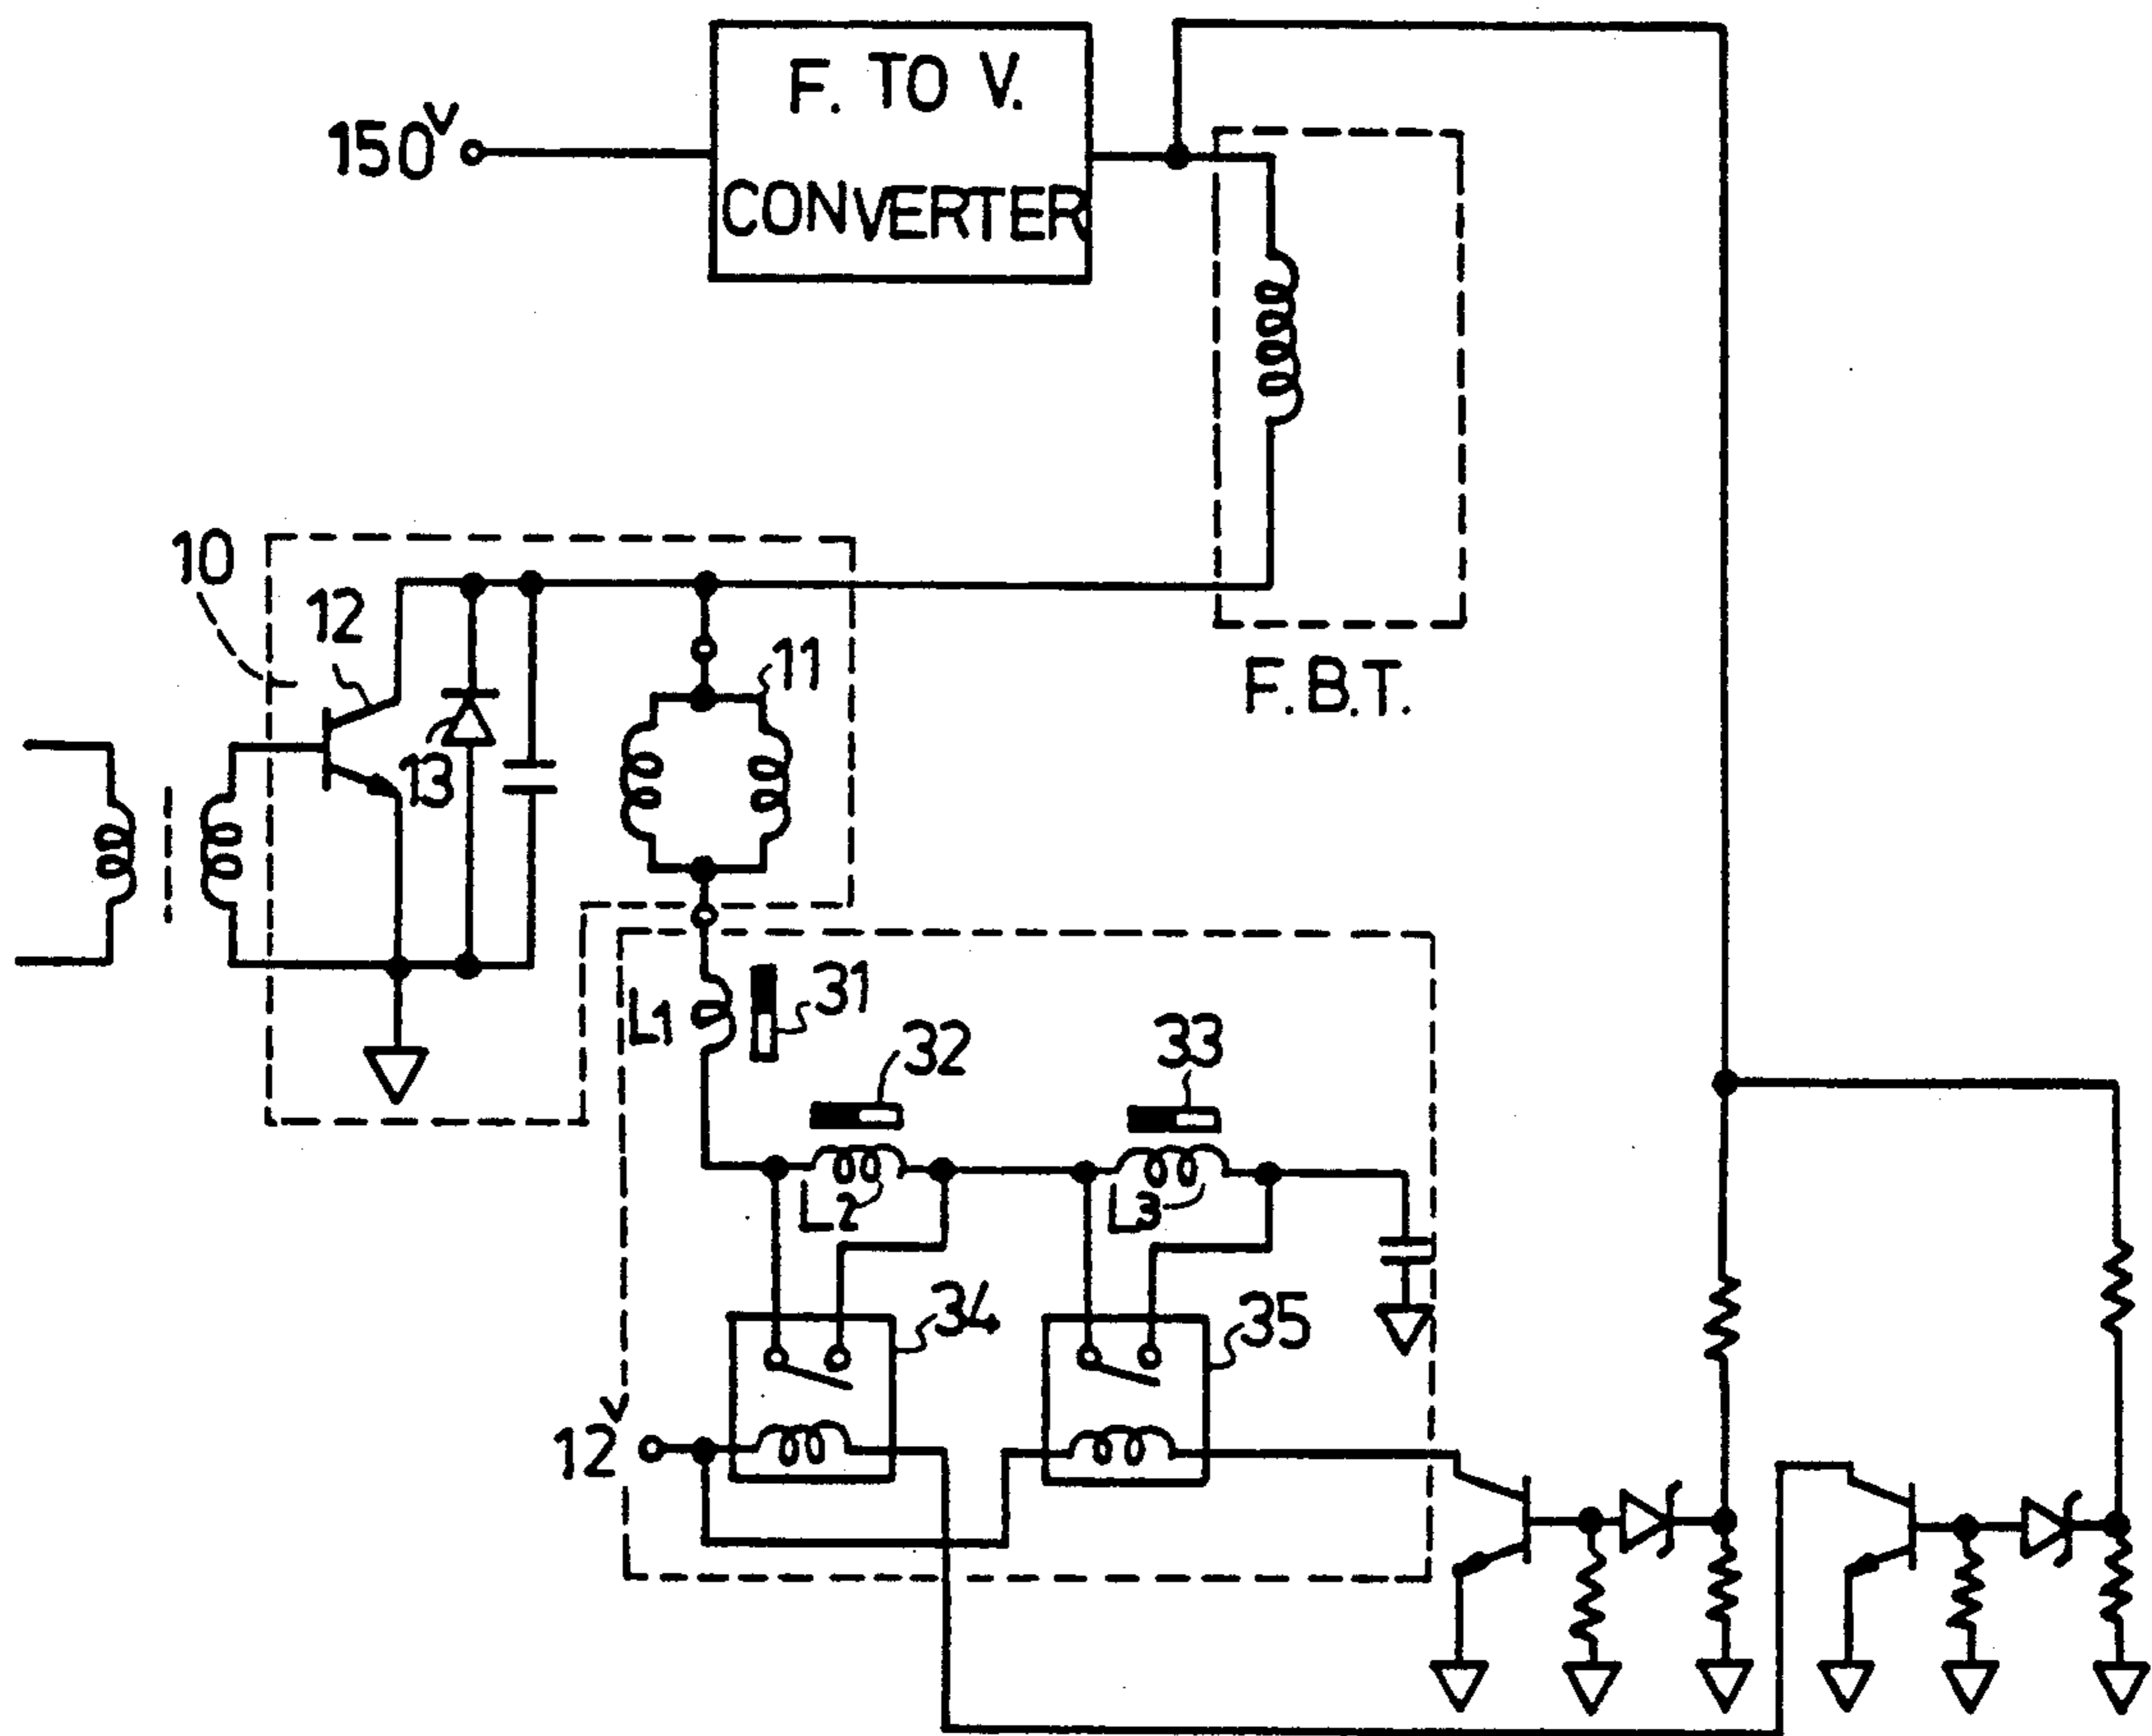 F. TO V.
CONVERTER
150V
10
12
13
11
F.B.T.
L1
31
32
33
L2
L3
34
35
12V